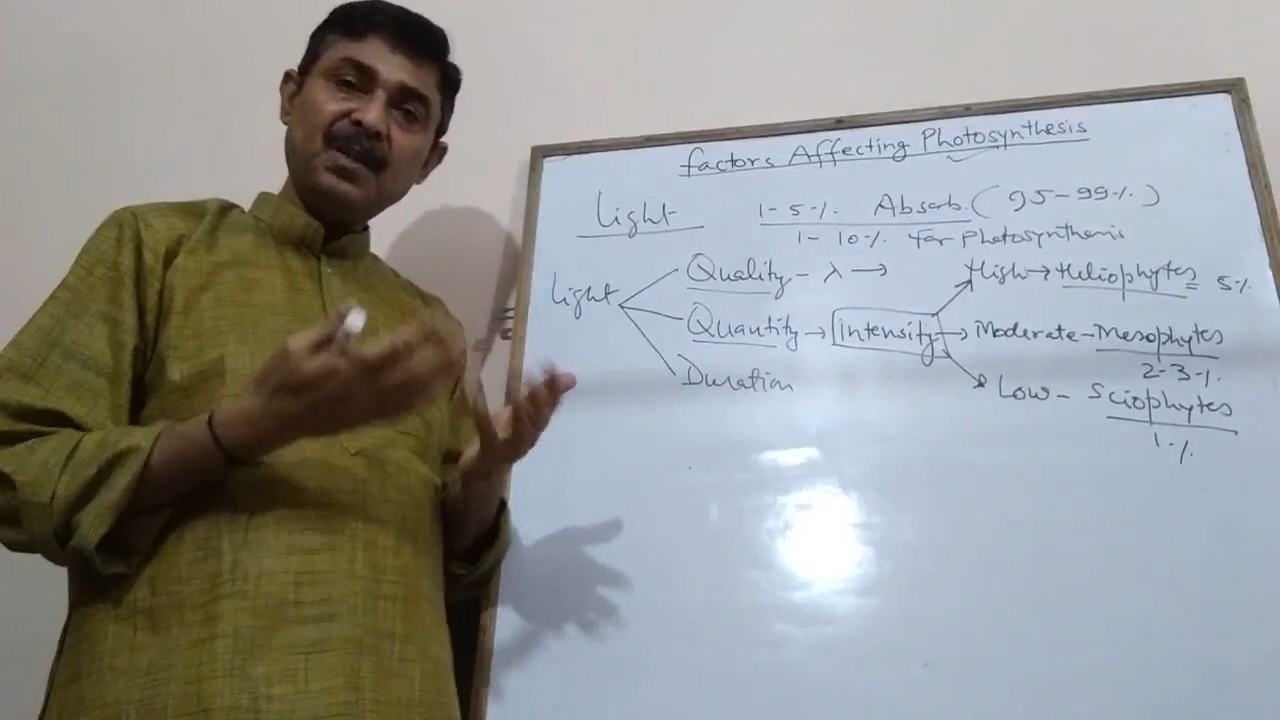 Factors Affecting Photosynthesis
Light 1-5%. Absorb. (95-99%.)
1-10%. For Photosynthesis
Light Quality - λ →
Quantity → Intensity
Duration
High → Heliophytes = 5%
Moderate - Mesophytes
2-3%.
Low - Sciophytes
1%.